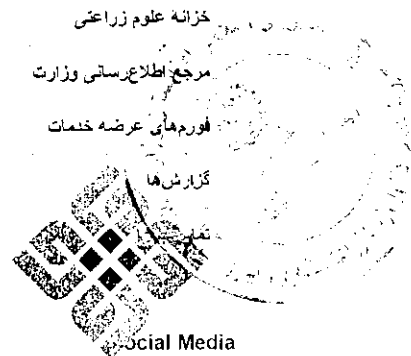 خزانه علوم زراعتی
مرجع اطلاع‌رسانی وزارت
فورم‌های عرضه خدمات
گزارش‌ها
Social Media